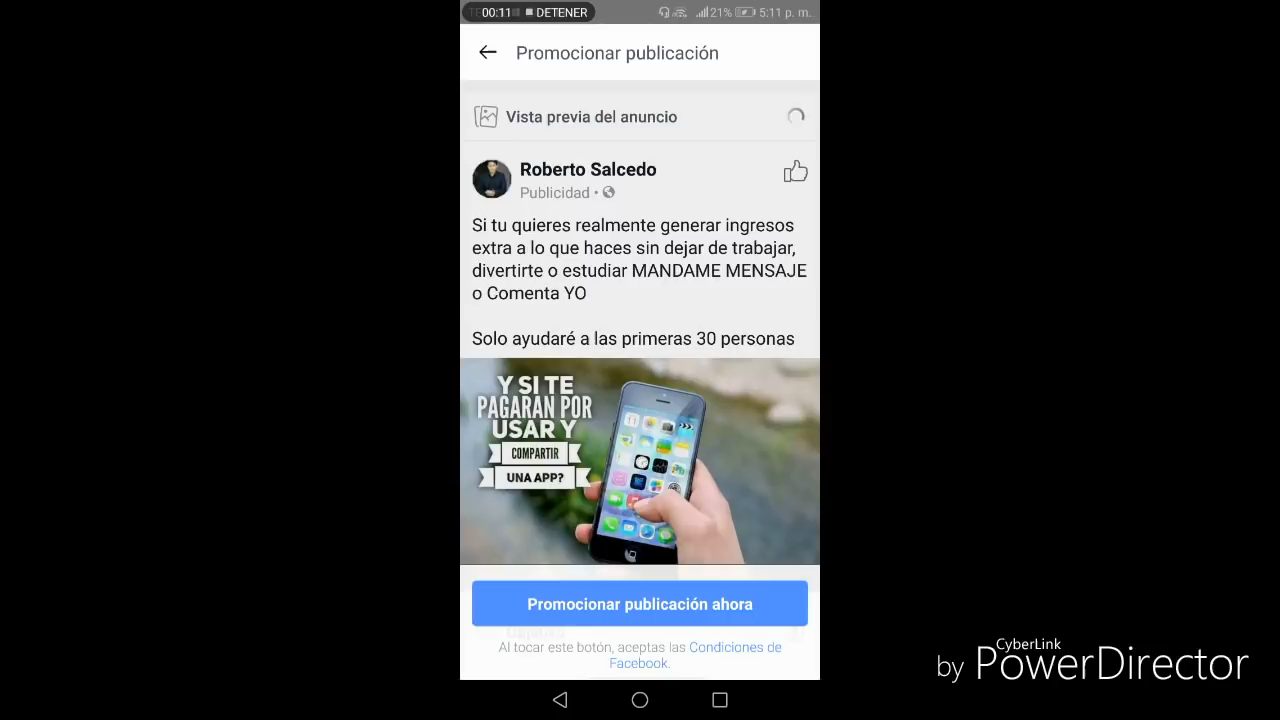 00:11 DETENER 21% 5:11 p. m.
Promocionar publicación
Vista previa del anuncio
Roberto Salcedo
Publicidad •
Si tu quieres realmente generar ingresos
extra a lo que haces sin dejar de trabajar,
divertirte o estudiar MANDAME MENSAJE
o Comenta YO
Solo ayudaré a las primeras 30 personas
Y SI TE
PAGARAN POR
USAR Y
COMPARTIR
UNA APP?
Promocionar publicación ahora
Al tocar este botón, aceptas las Condiciones de
Facebook.
CyberLink
by PowerDirector